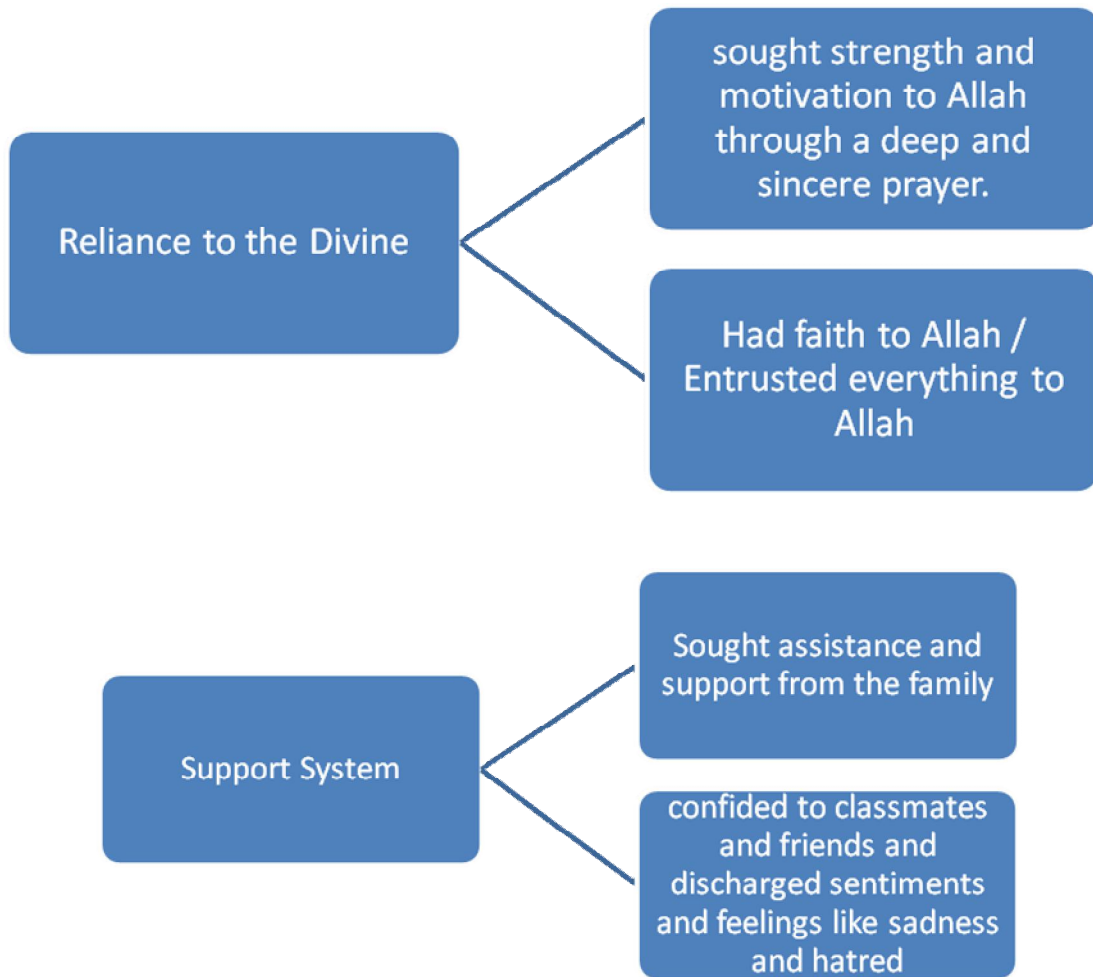 Reliance to the Divine
sought strength and
motivation to Allah
through a deep and
sincere prayer.
Had faith to Allah /
Entrusted everything to
Allah
Support System
Sought assistance and
support from the family
confided to classmates
and friends and
discharged sentiments
and feelings like sadness
and hatred